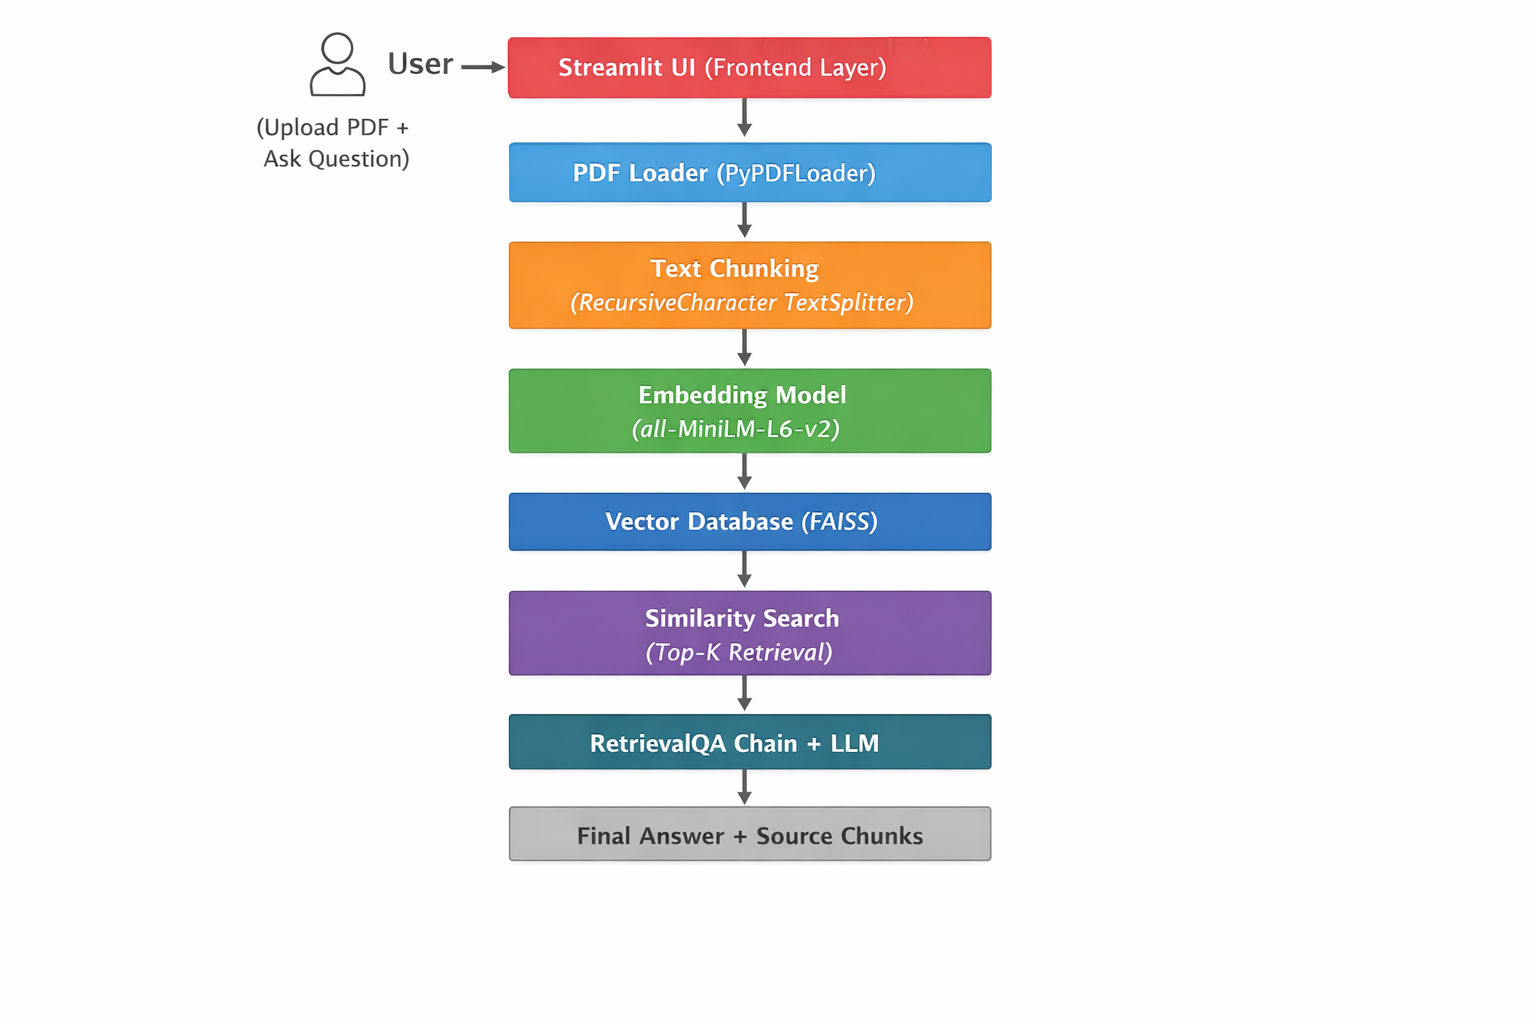 User
(Upload PDF +
Ask Question)
Streamlit UI (Frontend Layer)
PDF Loader (PyPDFLoader)
Text Chunking
(RecursiveCharacter TextSplitter)
Embedding Model
(all-MiniLM-L6-v2)
Vector Database (FAISS)
Similarity Search
(Top-K Retrieval)
RetrievalQA Chain + LLM
Final Answer + Source Chunks